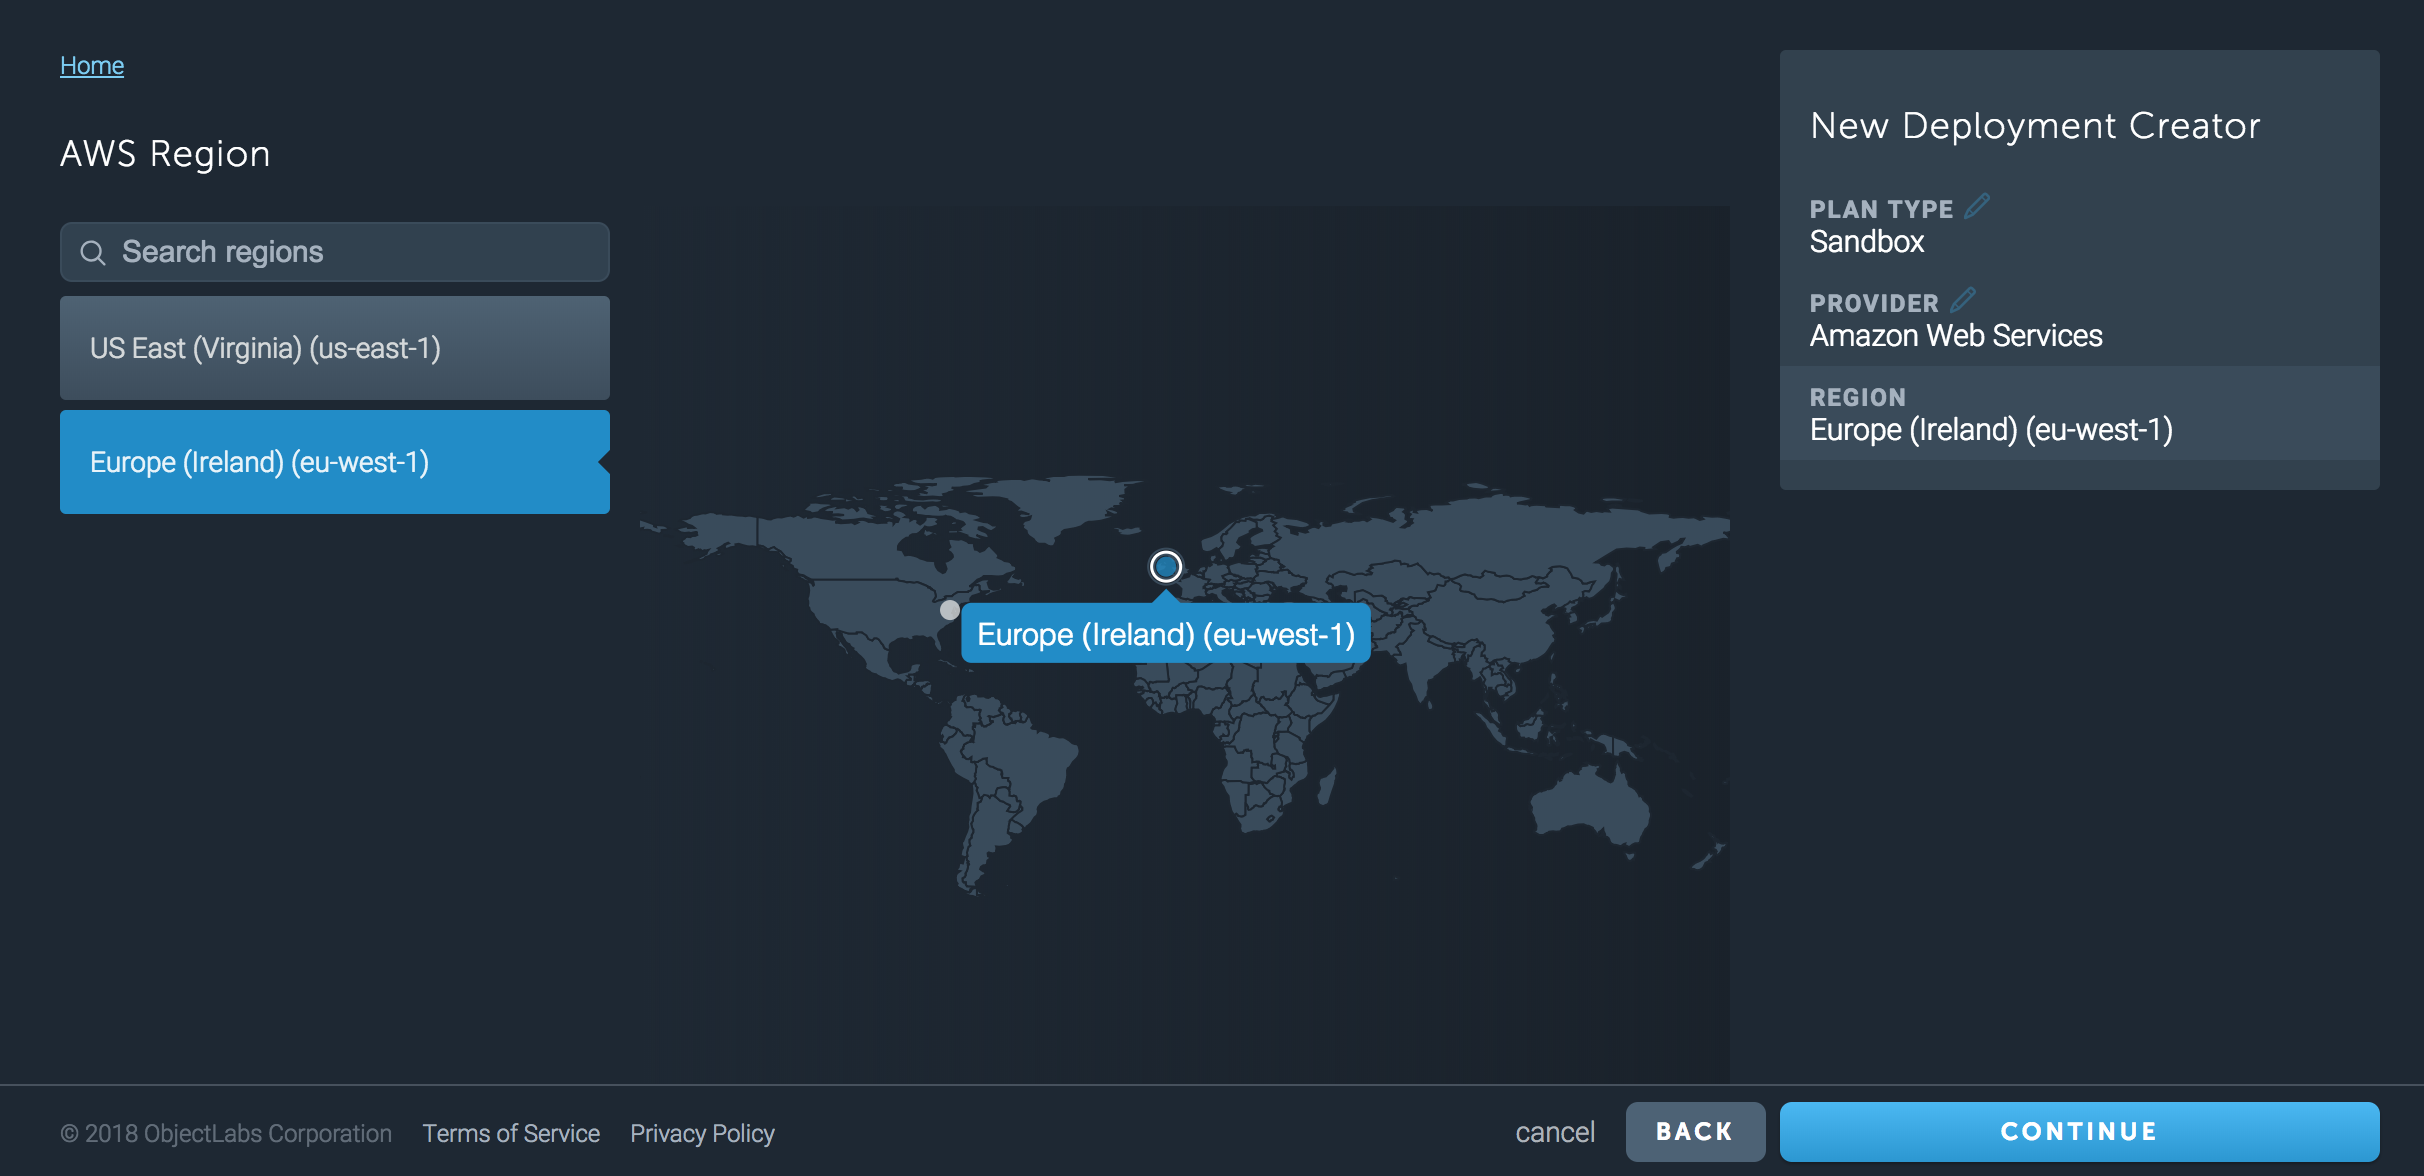 Home
AWS Region
Search regions
US East (Virginia) (us-east-1)
Europe (Ireland) (eu-west-1)
Europe (Ireland) (eu-west-1)
New Deployment Creator
PLAN TYPE
Sandbox
PROVIDER
Amazon Web Services
REGION
Europe (Ireland) (eu-west-1)
© 2018 ObjectLabs Corporation Terms of Service Privacy Policy cancel BACK CONTINUE